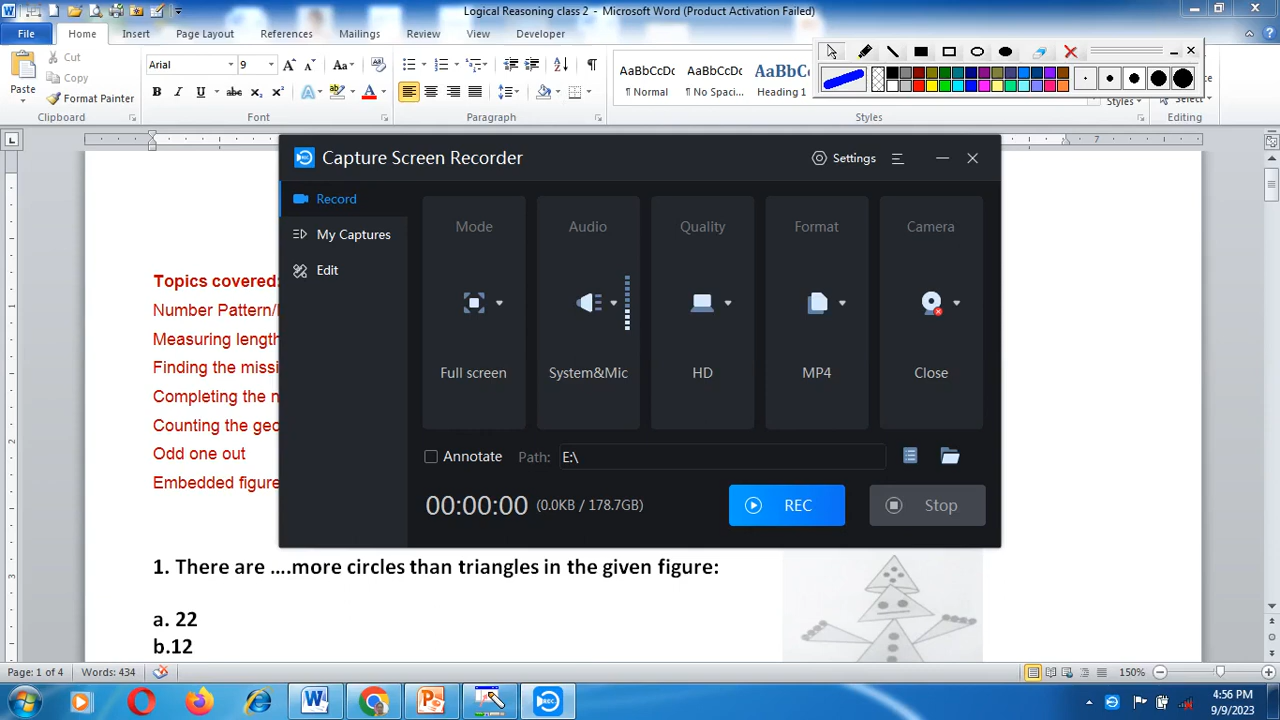 Logical Reasoning class 2 - Microsoft Word (Product Activation Failed)
File Home Insert Page Layout References Mailings Review View Developer
Cut
Copy
Format Painter
Paste
Clipboard
Arial 9
Font
Paragraph
AaBbCcDc AaBbCcDc AaBbC
¶ Normal ¶ No Spaci... Heading 1
Styles
Styles
Select
Editing
7
Capture Screen Recorder
Settings
Record
My Captures
Edit
Mode Audio Quality Format Camera
Full screen System&Mic HD MP4 Close
Annotate Path: E:\
00:00:00 (0.0KB / 178.7GB) REC Stop
Topics covered:
Number Pattern/
Measuring length
Finding the
Completing the
Counting the
Odd one out
Embedded figure
1. There are ....more circles than triangles in the given figure:
a. 22
b.12
Page: 1 of 4 Words: 434 150%
4:56 PM
9/9/2023